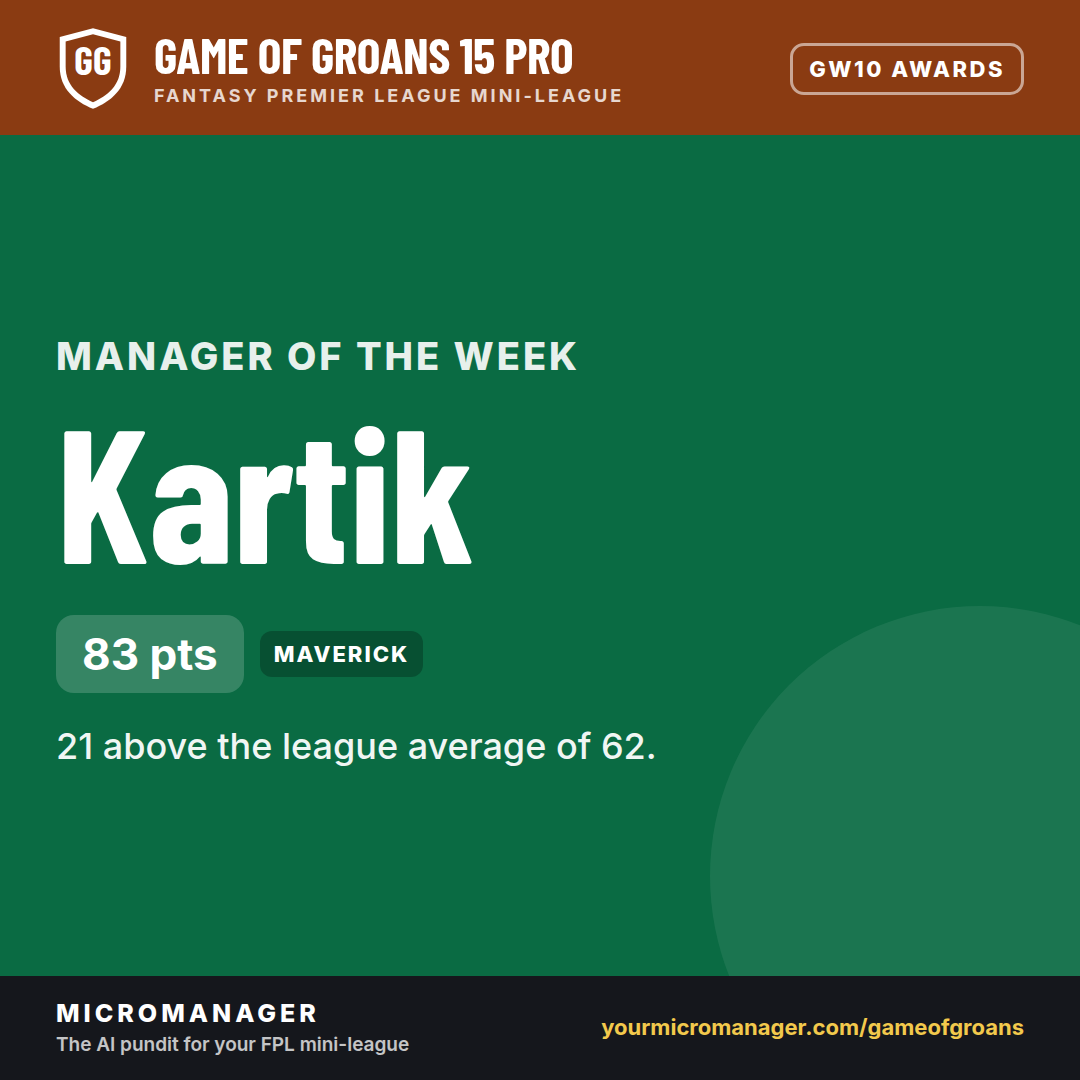 GG
GAME OF GROANS 15 PRO
FANTASY PREMIER LEAGUE MINI-LEAGUE
GW10 AWARDS
MANAGER OF THE WEEK
Kartik
83 pts
MAVERICK
21 above the league average of 62.
MICROMANAGER
The AI pundit for your FPL mini-league
yourmicromanager.com/gameofgroans